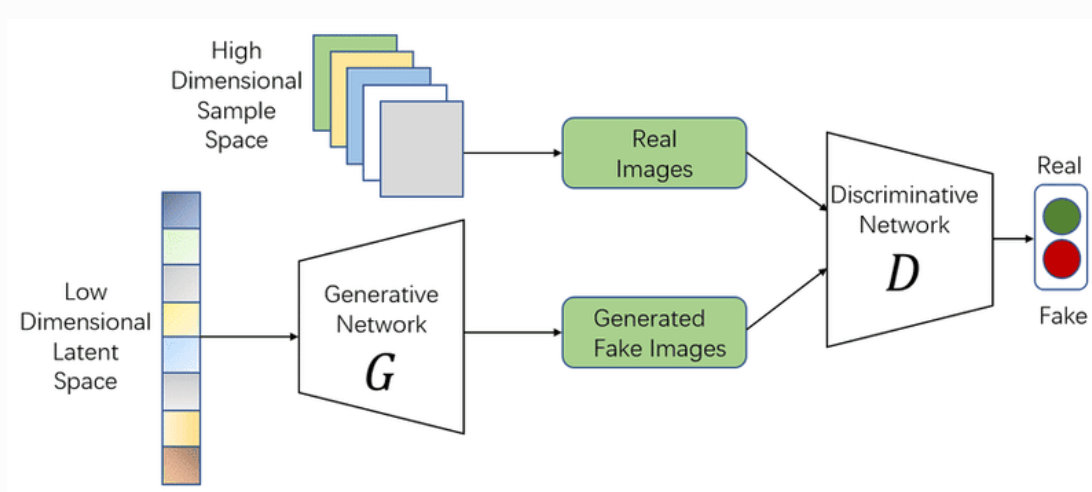 High
Dimensional
Sample
Space
Real
Images
Discriminative
Network
D
Real
Fake
Low
Dimensional
Latent
Space
Generative
Network
G
Generated
Fake Images